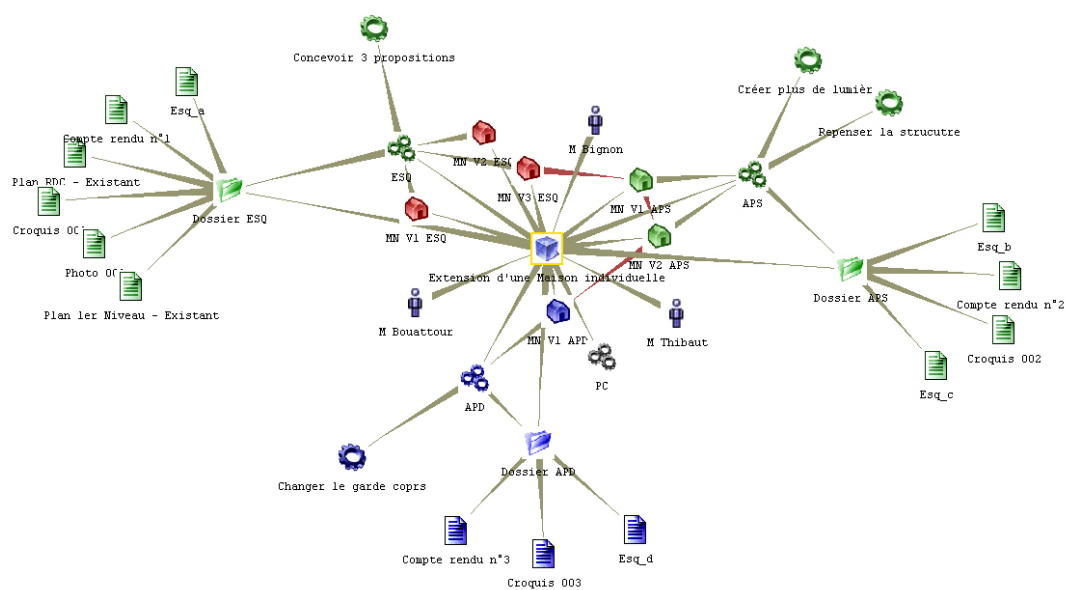 Concevoir 3 propositions
Créer plus de lumièr
Esq_a
Repenser la strucutre
Compte rendu n°1
M Bignon
MN V2 ESQ
ESQ
Plan RDC - Existant
MN V3 ESQ
APS
MN V1 APS
Dossier ESQ
Croquis 00
MN V1 ESQ
Esq_b
MN V2 APS
Photo 00
Extension d'une Maison individuelle
Dossier APS
Compte rendu n°2
Plan 1er Niveau - Existant
M Bouattour
MN V1 APD
M Thibaut
Croquis 002
PC
Esq_c
APD
Dossier APD
Changer le garde coprs
Compte rendu n°3
Esq_d
Croquis 003